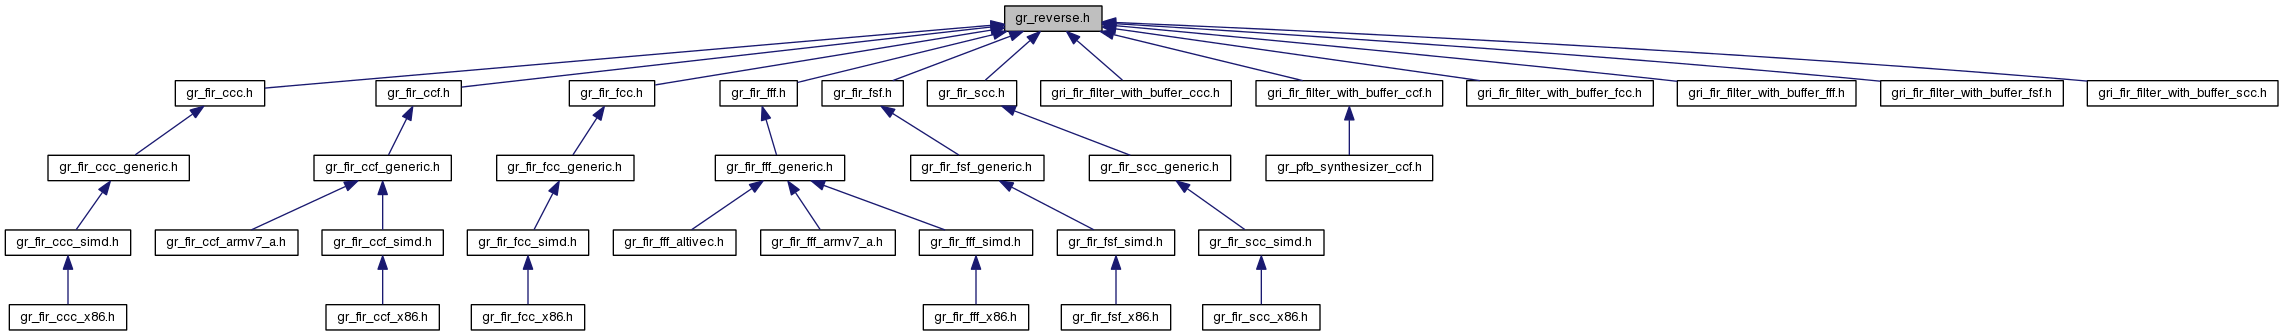 gr_reverse.h
gr_fir_ccc.h
gr_fir_ccf.h
gr_fir_fcc.h
gr_fir_fff.h
gr_fir_fsf.h
gr_fir_scc.h
gri_fir_filter_with_buffer_ccc.h
gri_fir_filter_with_buffer_ccf.h
gri_fir_filter_with_buffer_fcc.h
gri_fir_filter_with_buffer_fff.h
gri_fir_filter_with_buffer_fsf.h
gri_fir_filter_with_buffer_scc.h
gr_fir_ccc_generic.h
gr_fir_ccf_generic.h
gr_fir_fcc_generic.h
gr_fir_fff_generic.h
gr_fir_fsf_generic.h
gr_fir_scc_generic.h
gr_pfb_synthesizer_ccf.h
gr_fir_ccc_simd.h
gr_fir_ccf_armv7_a.h
gr_fir_ccf_simd.h
gr_fir_fcc_simd.h
gr_fir_fff_altivec.h
gr_fir_fff_armv7_a.h
gr_fir_fff_simd.h
gr_fir_fsf_simd.h
gr_fir_scc_simd.h
gr_fir_ccc_x86.h
gr_fir_ccf_x86.h
gr_fir_fcc_x86.h
gr_fir_fff_x86.h
gr_fir_fsf_x86.h
gr_fir_scc_x86.h